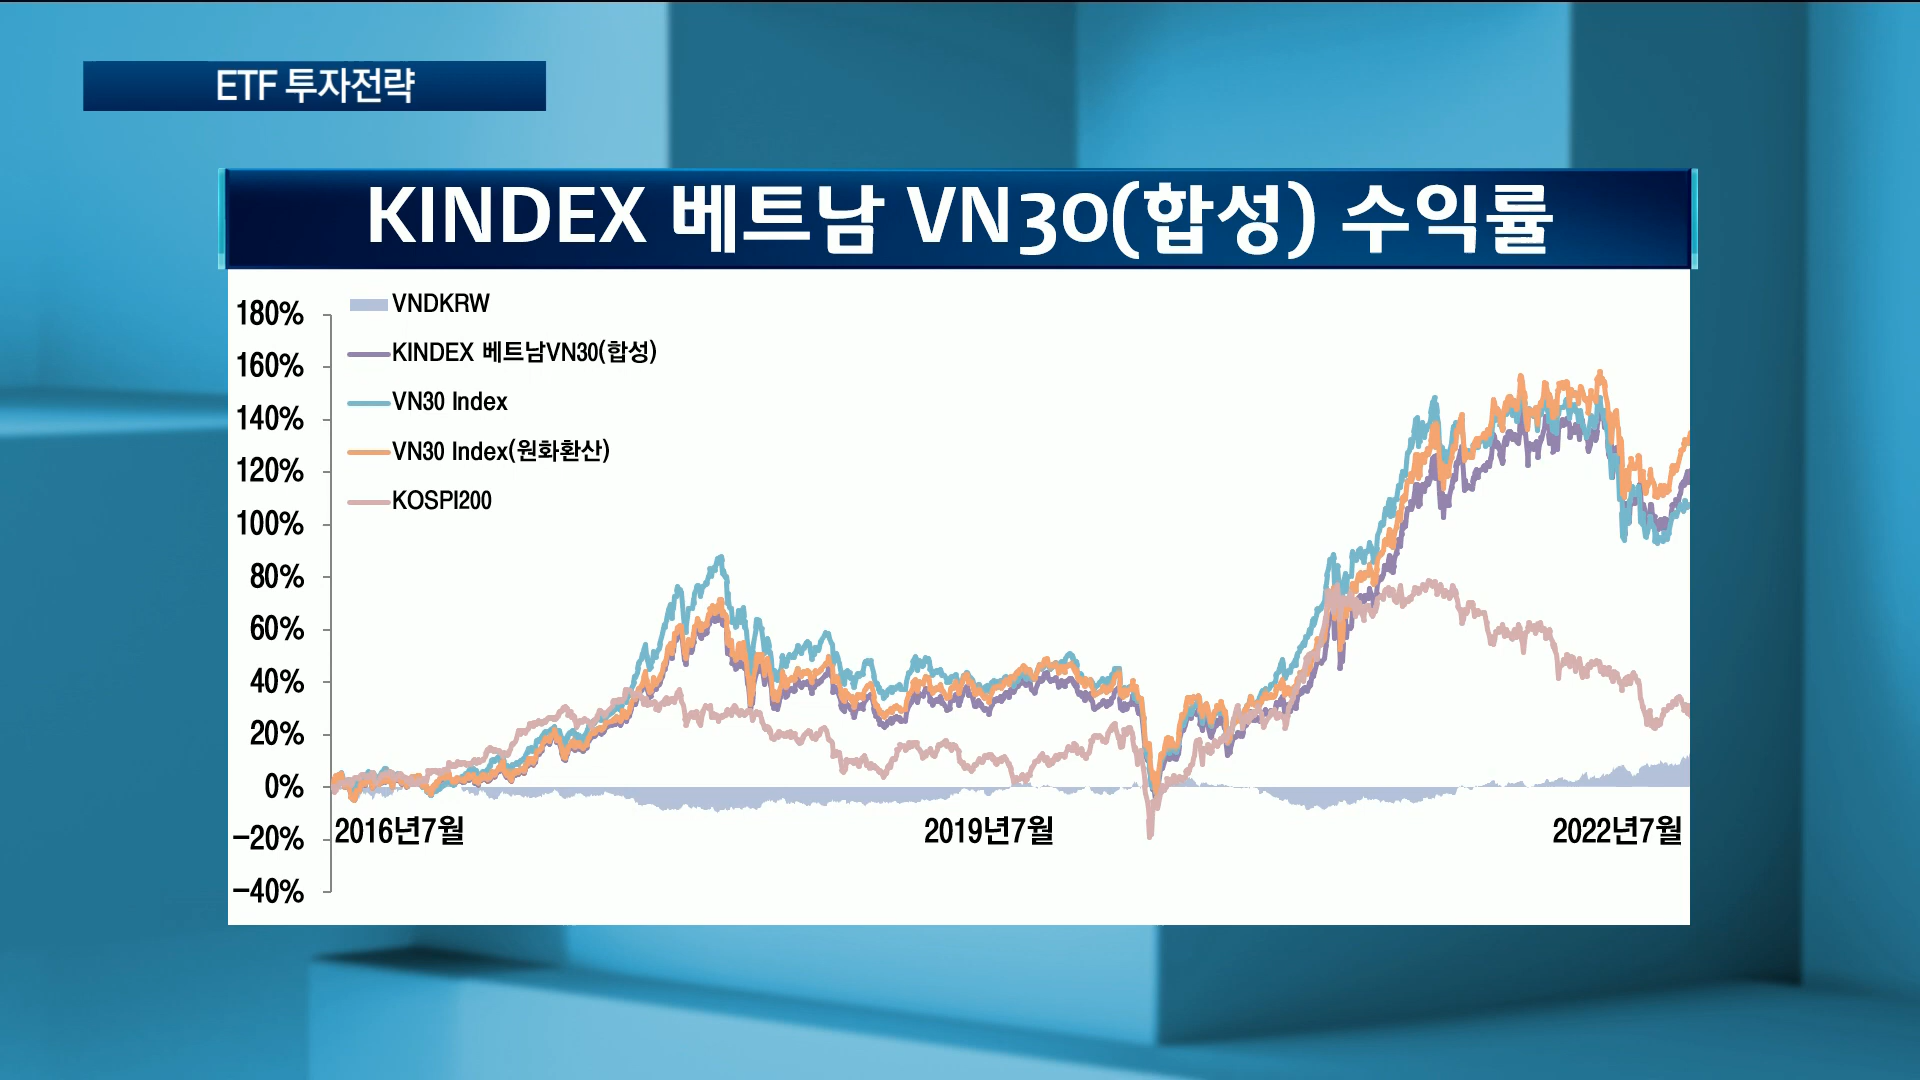 ETF 투자전략
KINDEX 베트남 VN30(합성) 수익률
VNDKRW
KINDEX 베트남VN30(합성)
VN30 Index
VN30 Index(원화환산)
KOSPI200
180%
160%
140%
120%
100%
80%
60%
40%
20%
0%
-20%
-40%
2016년7월
2019년7월
2022년7월